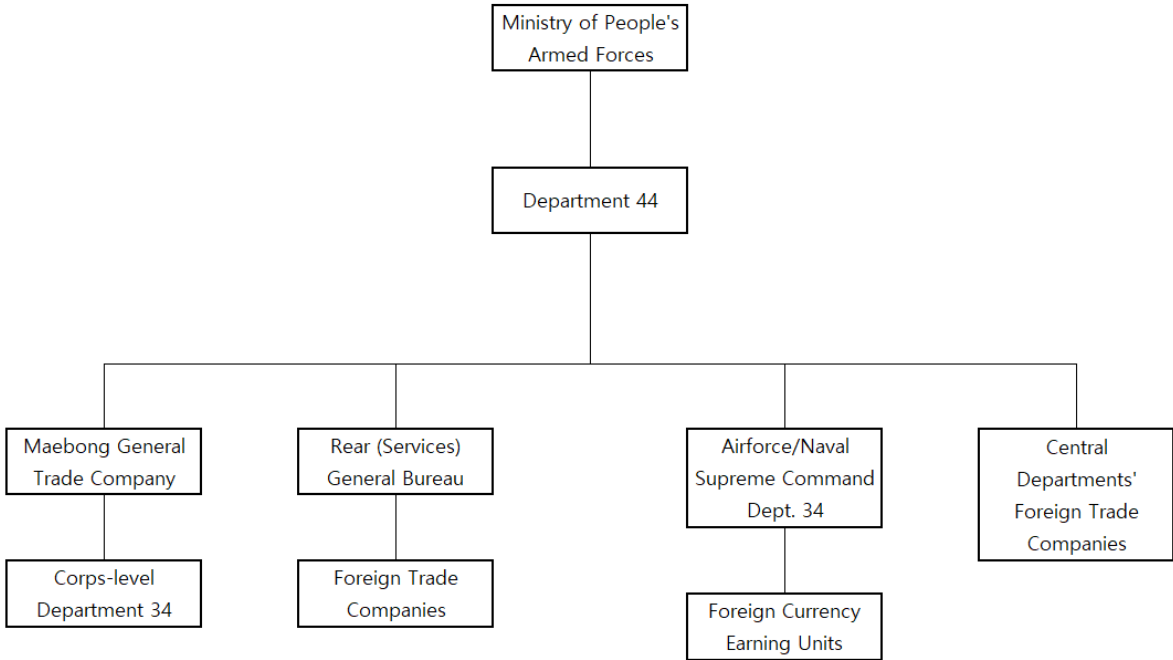 Ministry of People's
Armed Forces
Department 44
Maebong General
Trade Company
Rear (Services)
General Bureau
Airforce/Naval
Supreme Command
Dept. 34
Central
Departments'
Foreign Trade
Companies
Corps-level
Department 34
Foreign Trade
Companies
Foreign Currency
Earning Units